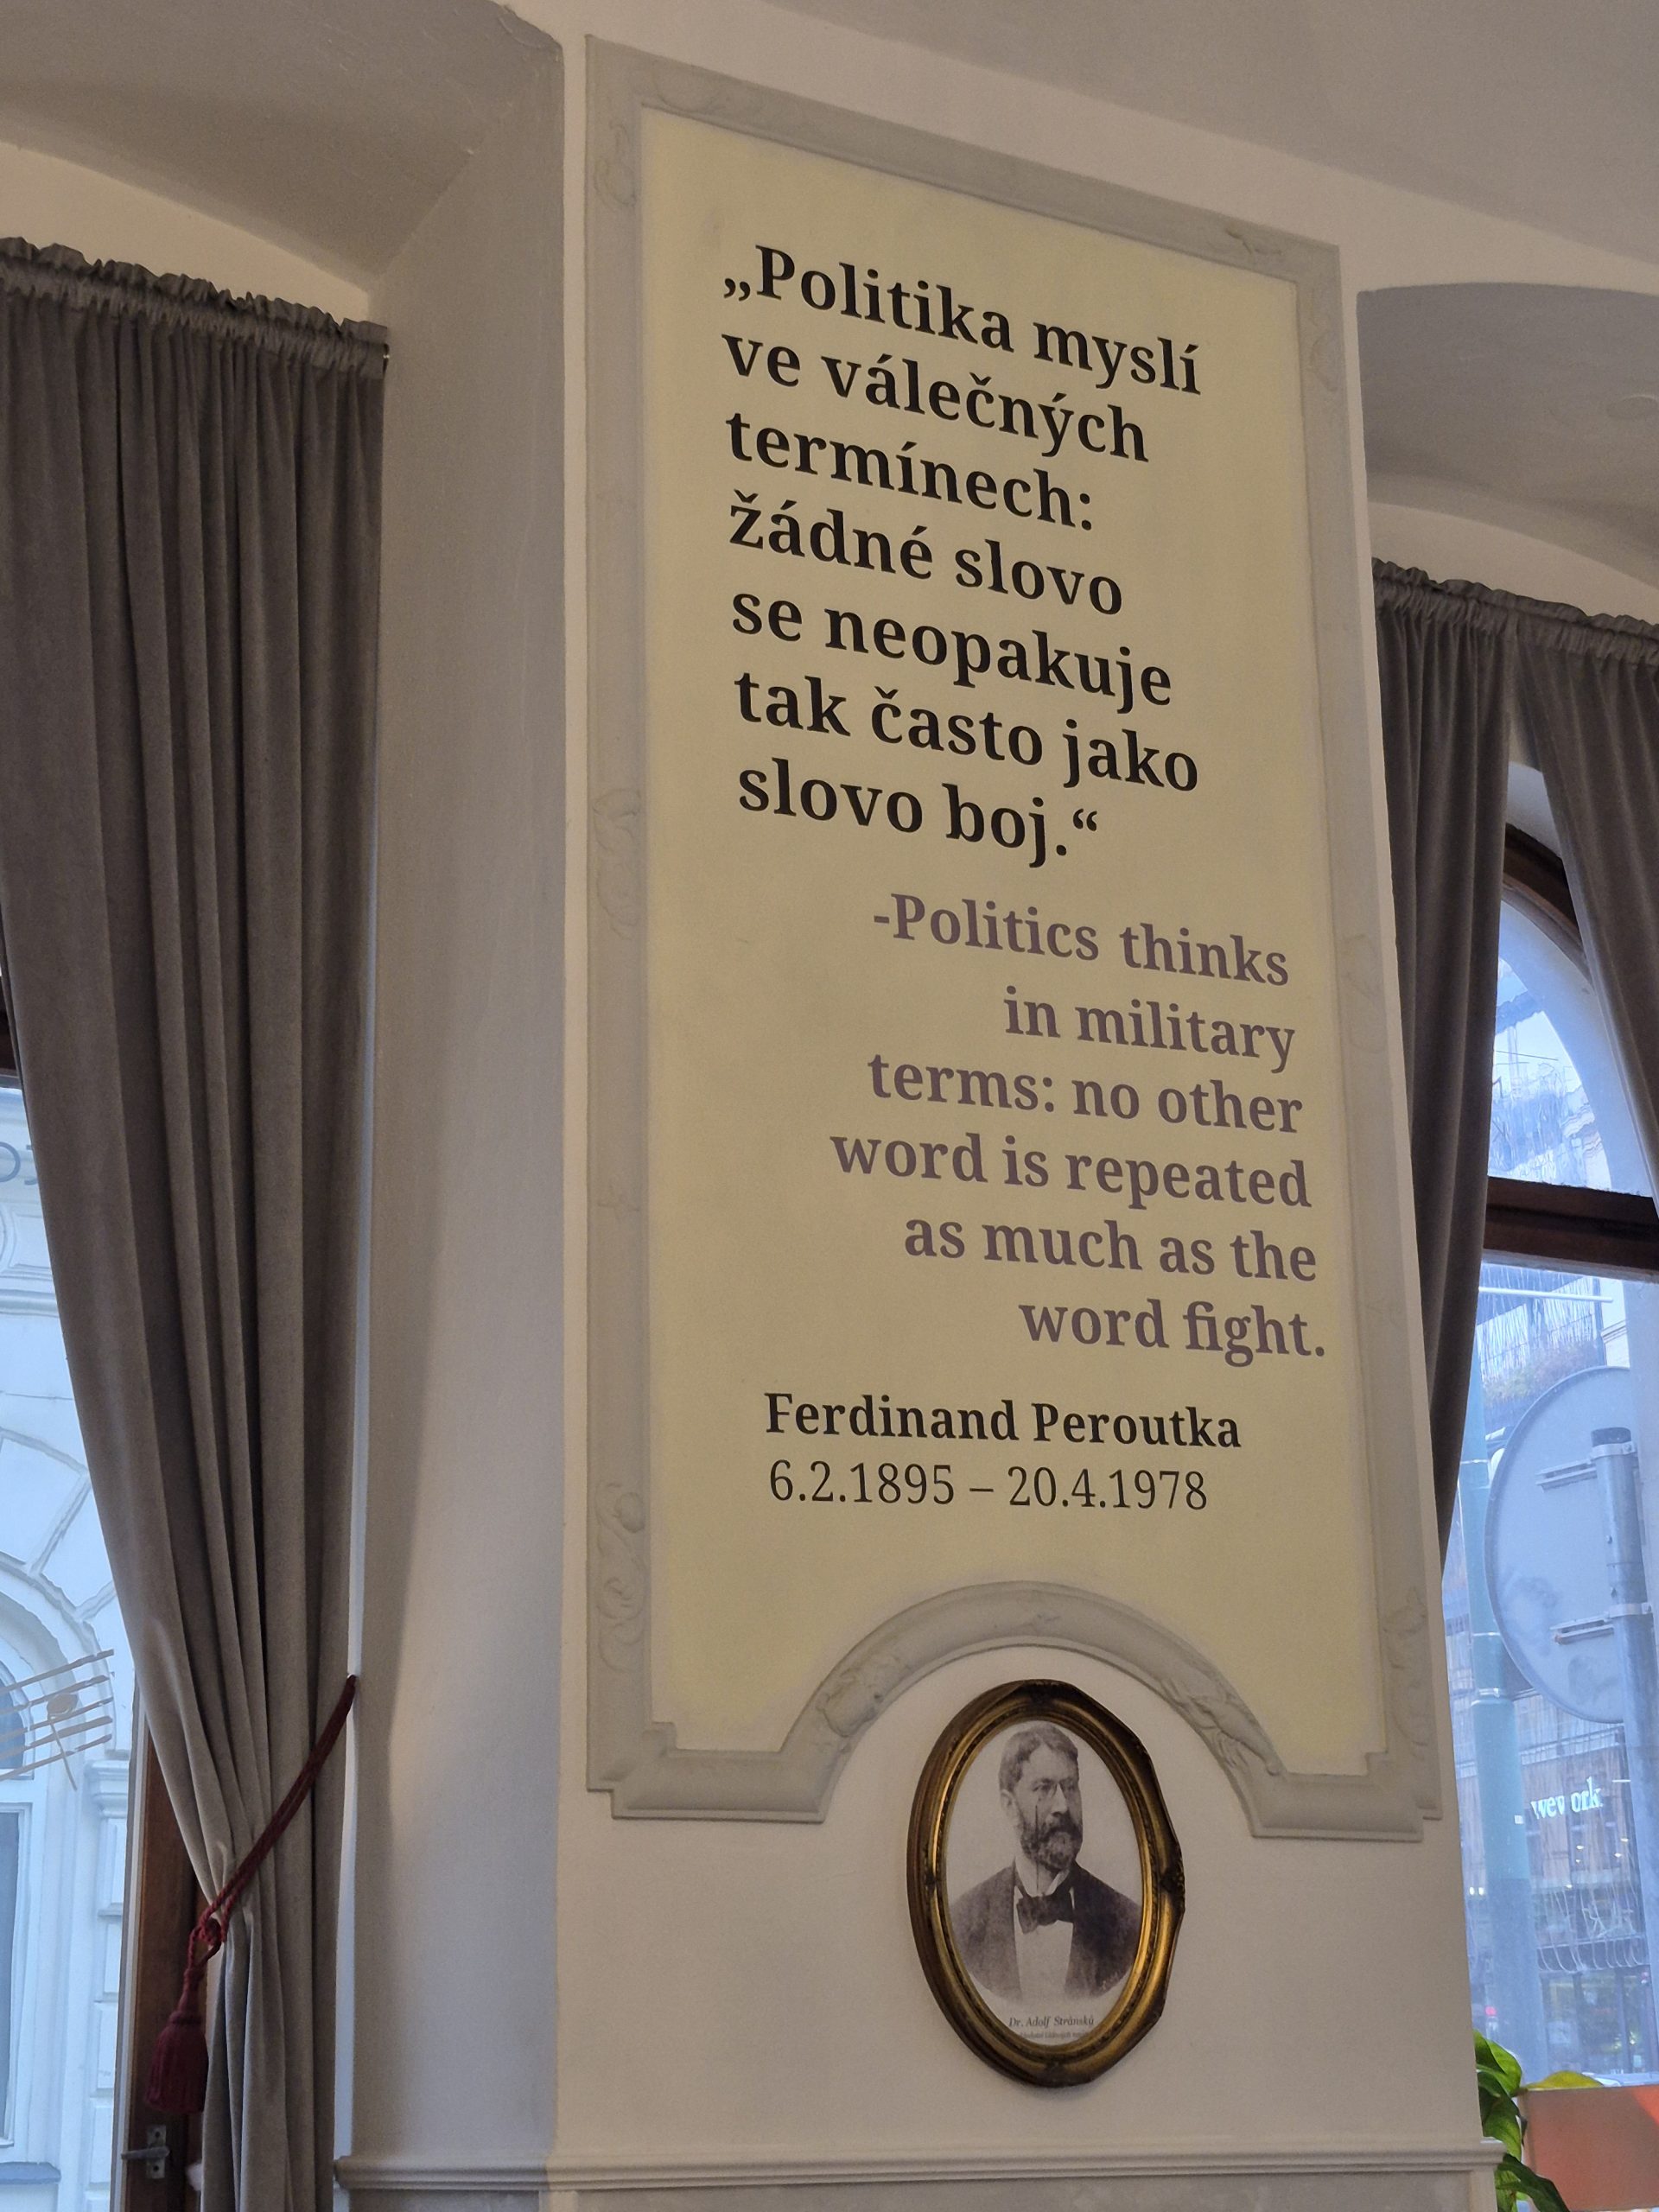 „Politika myslí
ve válečných
termínech:
žádné slovo
se neopakuje
tak často jako
slovo boj.“
-Politics thinks
in military
terms: no other
word is repeated
as much as the
word fight.
Ferdinand Peroutka
6.2.1895 – 20.4.1978
Dr. Adolf Stránský